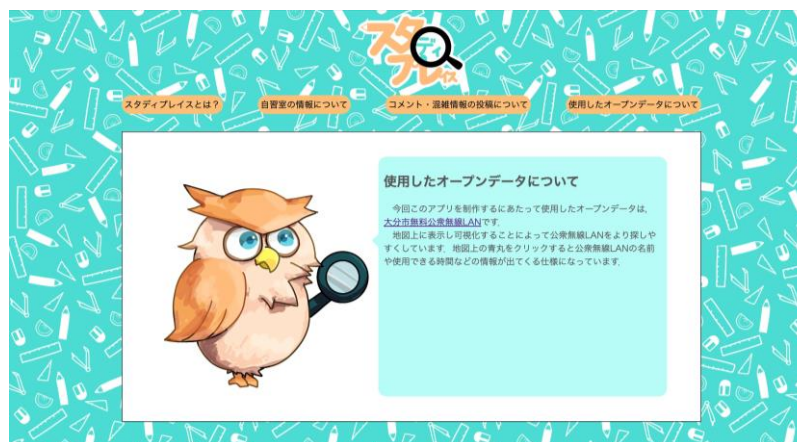 スタディプレイス
スタディプレイスとは？
自習室の情報について
コメント・混雑情報の投稿について
使用したオープンデータについて
使用したオープンデータについて
今回このアプリを制作するにあたって使用したオープンデータは,
大分市無料公衆無線LANです.
地図上に表示し可視化することによって公衆無線LANをより探しや
すくしています. 地図上の青丸をクリックすると公衆無線LANの名前
や使用できる時間などの情報が出てくる仕様になっています.